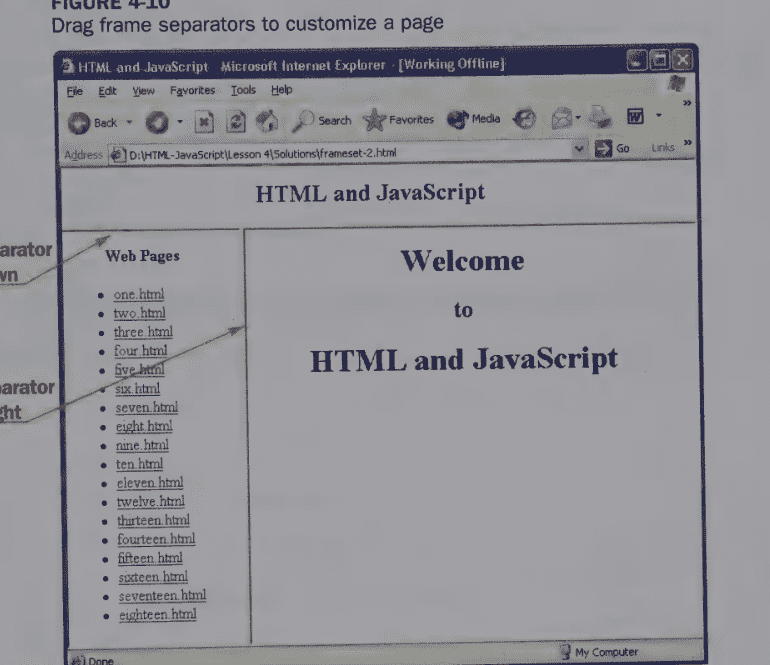 FIGURE 4-10
Drag frame separators to customize a page
HTML and JavaScript - Microsoft Internet Explorer - [Working Offline]
File Edit View Favorites Tools Help
Back Search Favorites Media W
Address D:\HTML-JavaScript\Lesson 4\Solutions\frameset-2.html Go Links
HTML and JavaScript
parator
wn
Web Pages
one.html
two.html
three.html
four.html
five.html
six.html
seven.html
eight.html
nine.html
ten.html
eleven.html
twelve.html
thirteen.html
fourteen.html
fifteen.html
sixteen.html
seventeen.html
eighteen.html
parator
ght
Welcome
to
HTML and JavaScript
Done My Computer